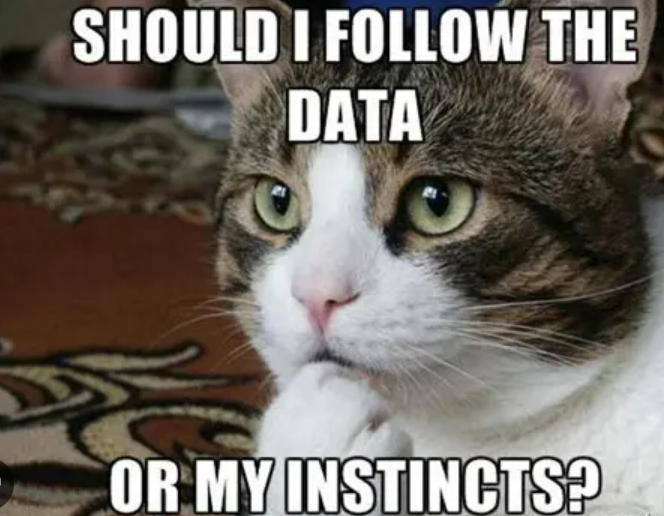 SHOULD I FOLLOW THE
DATA
OR MY INSTINCTS?